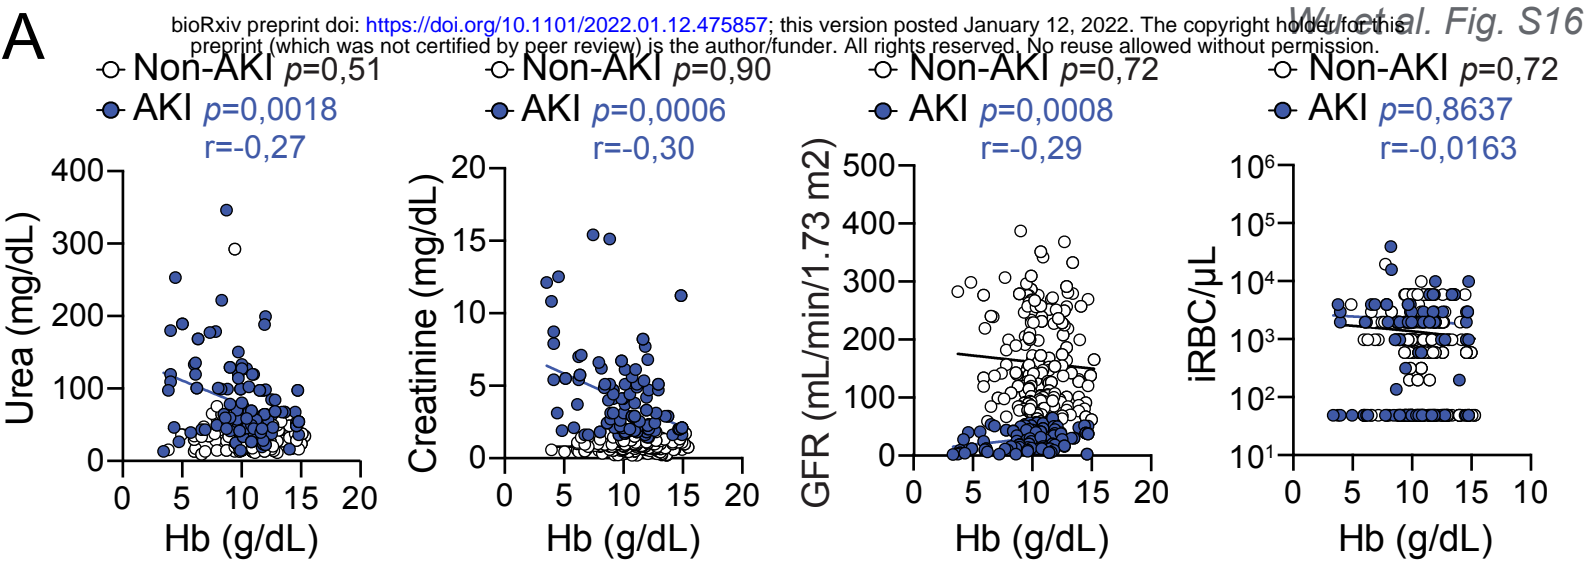 A
bioRxiv preprint doi: https://doi.org/10.1101/2022.01.12.475857; this version posted January 12, 2022. The copyright holder for this
preprint (which was not certified by peer review) is the author/funder. All rights reserved. No reuse allowed without permission.
Wu et al. Fig. S16
Non-AKI p=0,51
AKI p=0,0018
r=-0,27
Urea (mg/dL)
400
300
200
100
0
0 5 10 15 20
Hb (g/dL)
Non-AKI p=0,90
AKI p=0,0006
r=-0,30
Creatinine (mg/dL)
20
15
10
5
0
0 5 10 15 20
Hb (g/dL)
Non-AKI p=0,72
AKI p=0,0008
r=-0,29
GFR (mL/min/1.73 m2)
500
400
300
200
100
0
0 5 10 15 20
Hb (g/dL)
Non-AKI p=0,72
AKI p=0,8637
r=-0,0163
iRBC/µL
10⁶
10⁵
10⁴
10³
10²
10¹
0 5 10 15 10
Hb (g/dL)